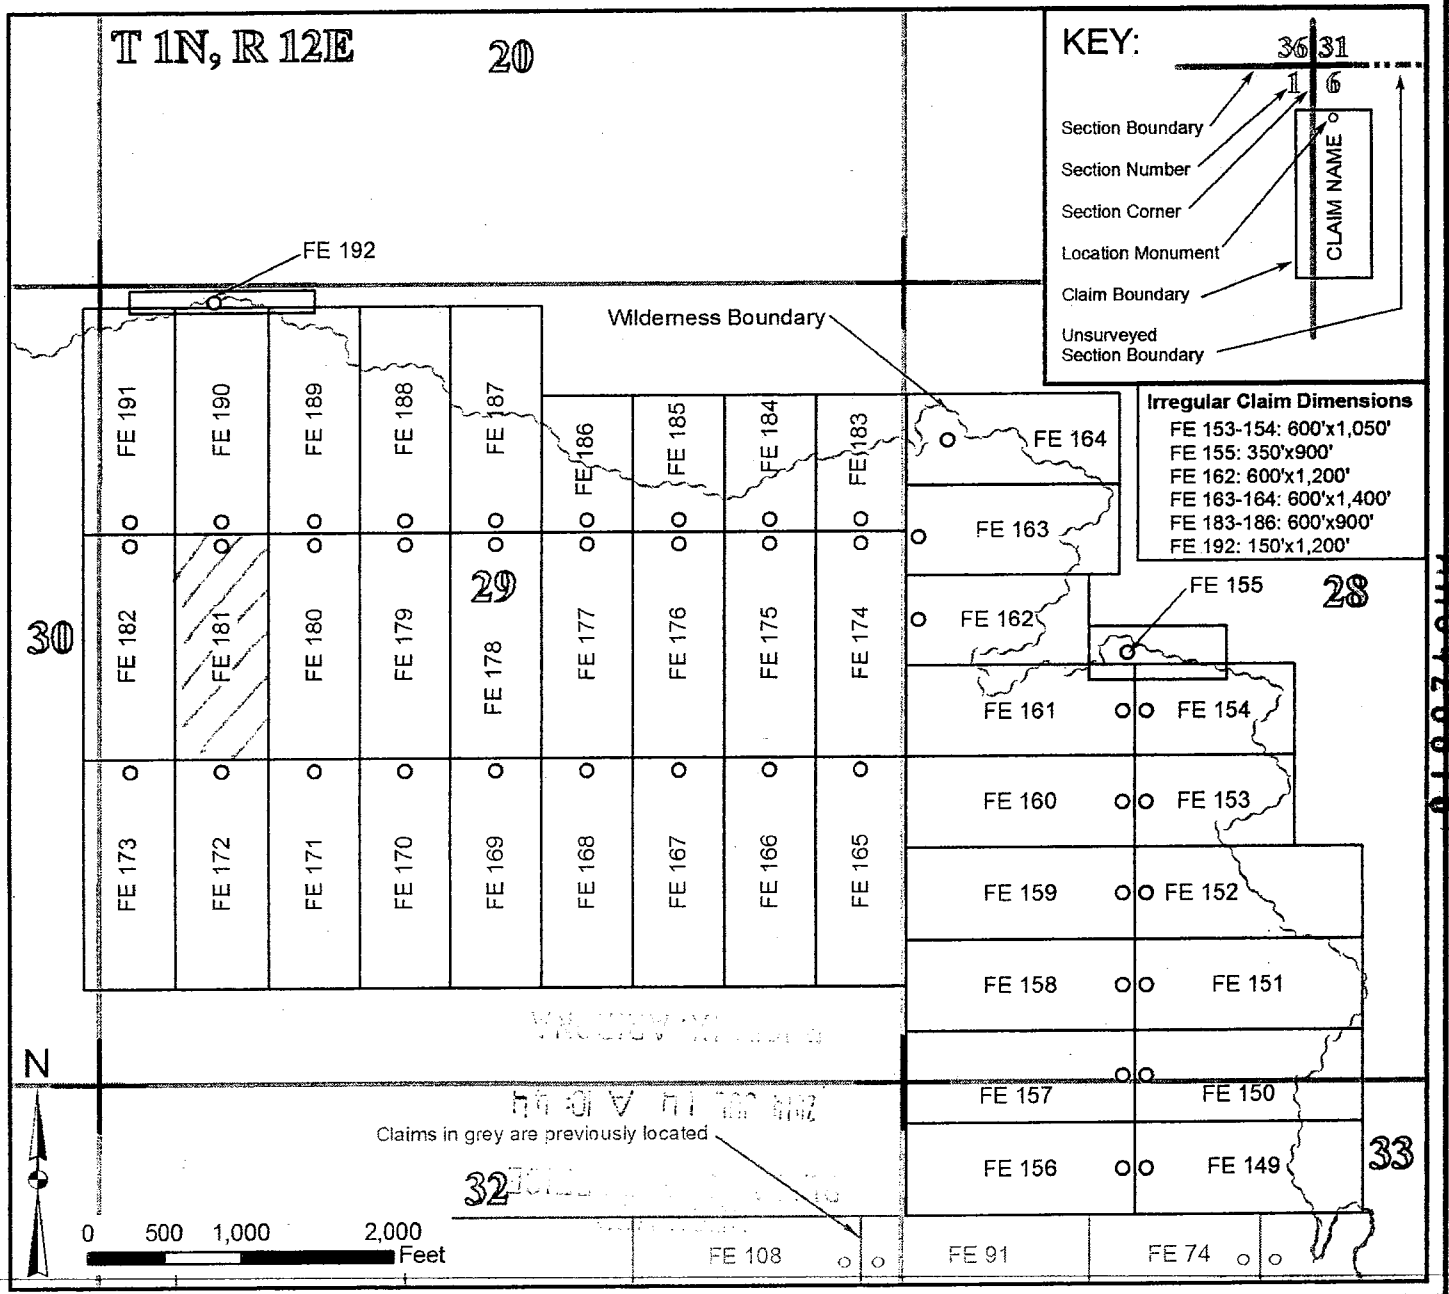 T 1N, R 12E
20
KEY:
36 31
1 6
Section Boundary
Section Number
Section Corner
Location Monument
Claim Boundary
Unsurveyed
Section Boundary
CLAIM NAME
FE 192
Wilderness Boundary
Irregular Claim Dimensions
FE 153-154: 600'x1,050'
FE 155: 350'x900'
FE 162: 600'x1,200'
FE 163-164: 600'x1,400'
FE 183-186: 600'x900'
FE 192: 150'x1,200'
FE 191
FE 190
FE 189
FE 188
FE 187
FE 186
FE 185
FE 184
FE 183
FE 164
FE 163
29
28
FE 155
30
FE 182
FE 181
FE 180
FE 179
FE 178
FE 177
FE 176
FE 175
FE 174
FE 162
FE 161
FE 154
FE 160
FE 153
FE 173
FE 172
FE 171
FE 170
FE 169
FE 168
FE 167
FE 166
FE 165
FE 159
FE 152
FE 158
FE 151
N
FE 157
FE 150
Claims in grey are previously located
FE 156
FE 149
33
32
0 500 1,000 2,000
Feet
FE 108
FE 91
FE 74